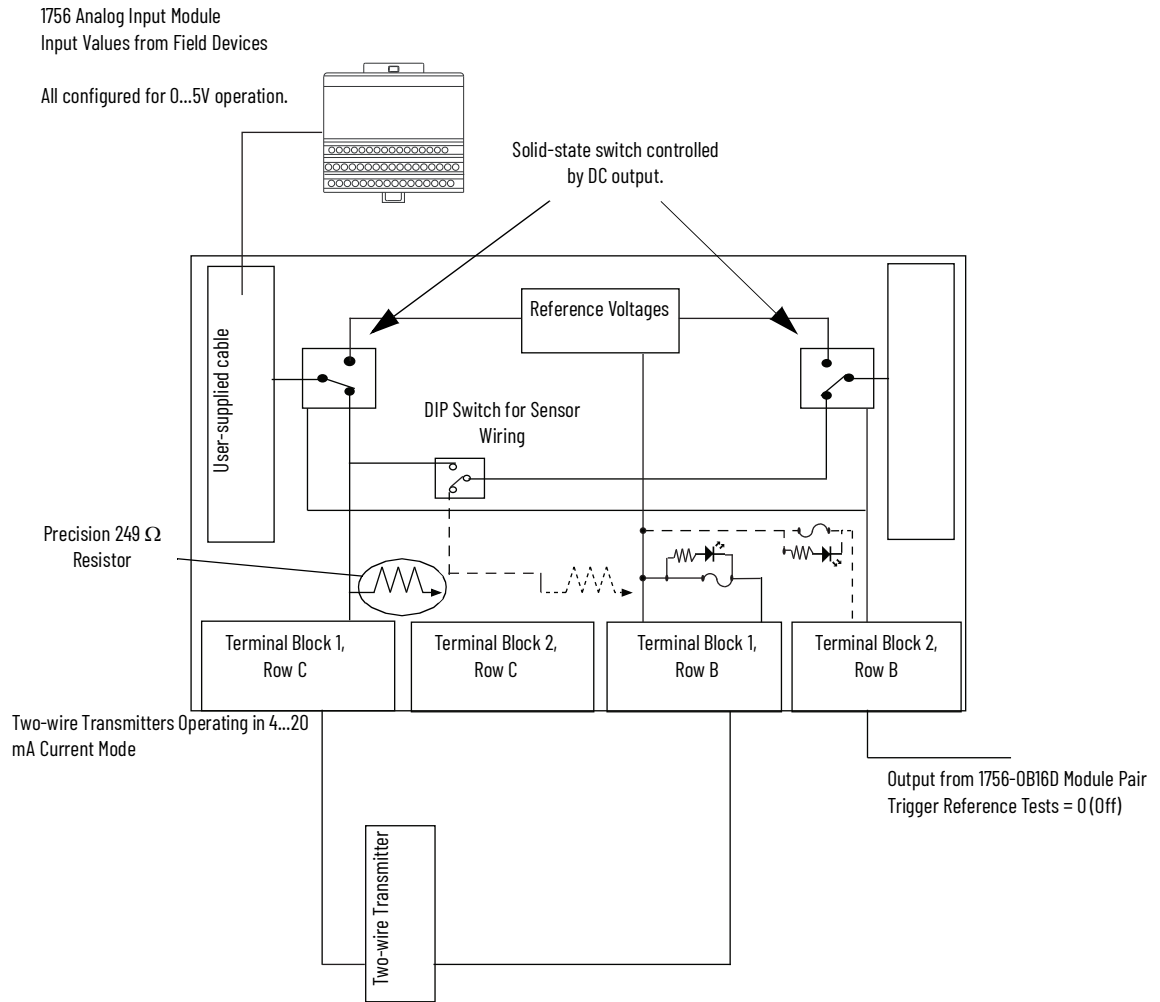 1756 Analog Input Module
Input Values from Field Devices
All configured for 0...5V operation.
Solid-state switch controlled
by DC output.
User-supplied cable
Reference Voltages
DIP Switch for Sensor
Wiring
Precision 249 Ω
Resistor
Terminal Block 1,
Row C
Terminal Block 2,
Row C
Terminal Block 1,
Row B
Terminal Block 2,
Row B
Two-wire Transmitters Operating in 4...20
mA Current Mode
Output from 1756-OB16D Module Pair
Trigger Reference Tests = 0 (Off)
Two-wire Transmitter